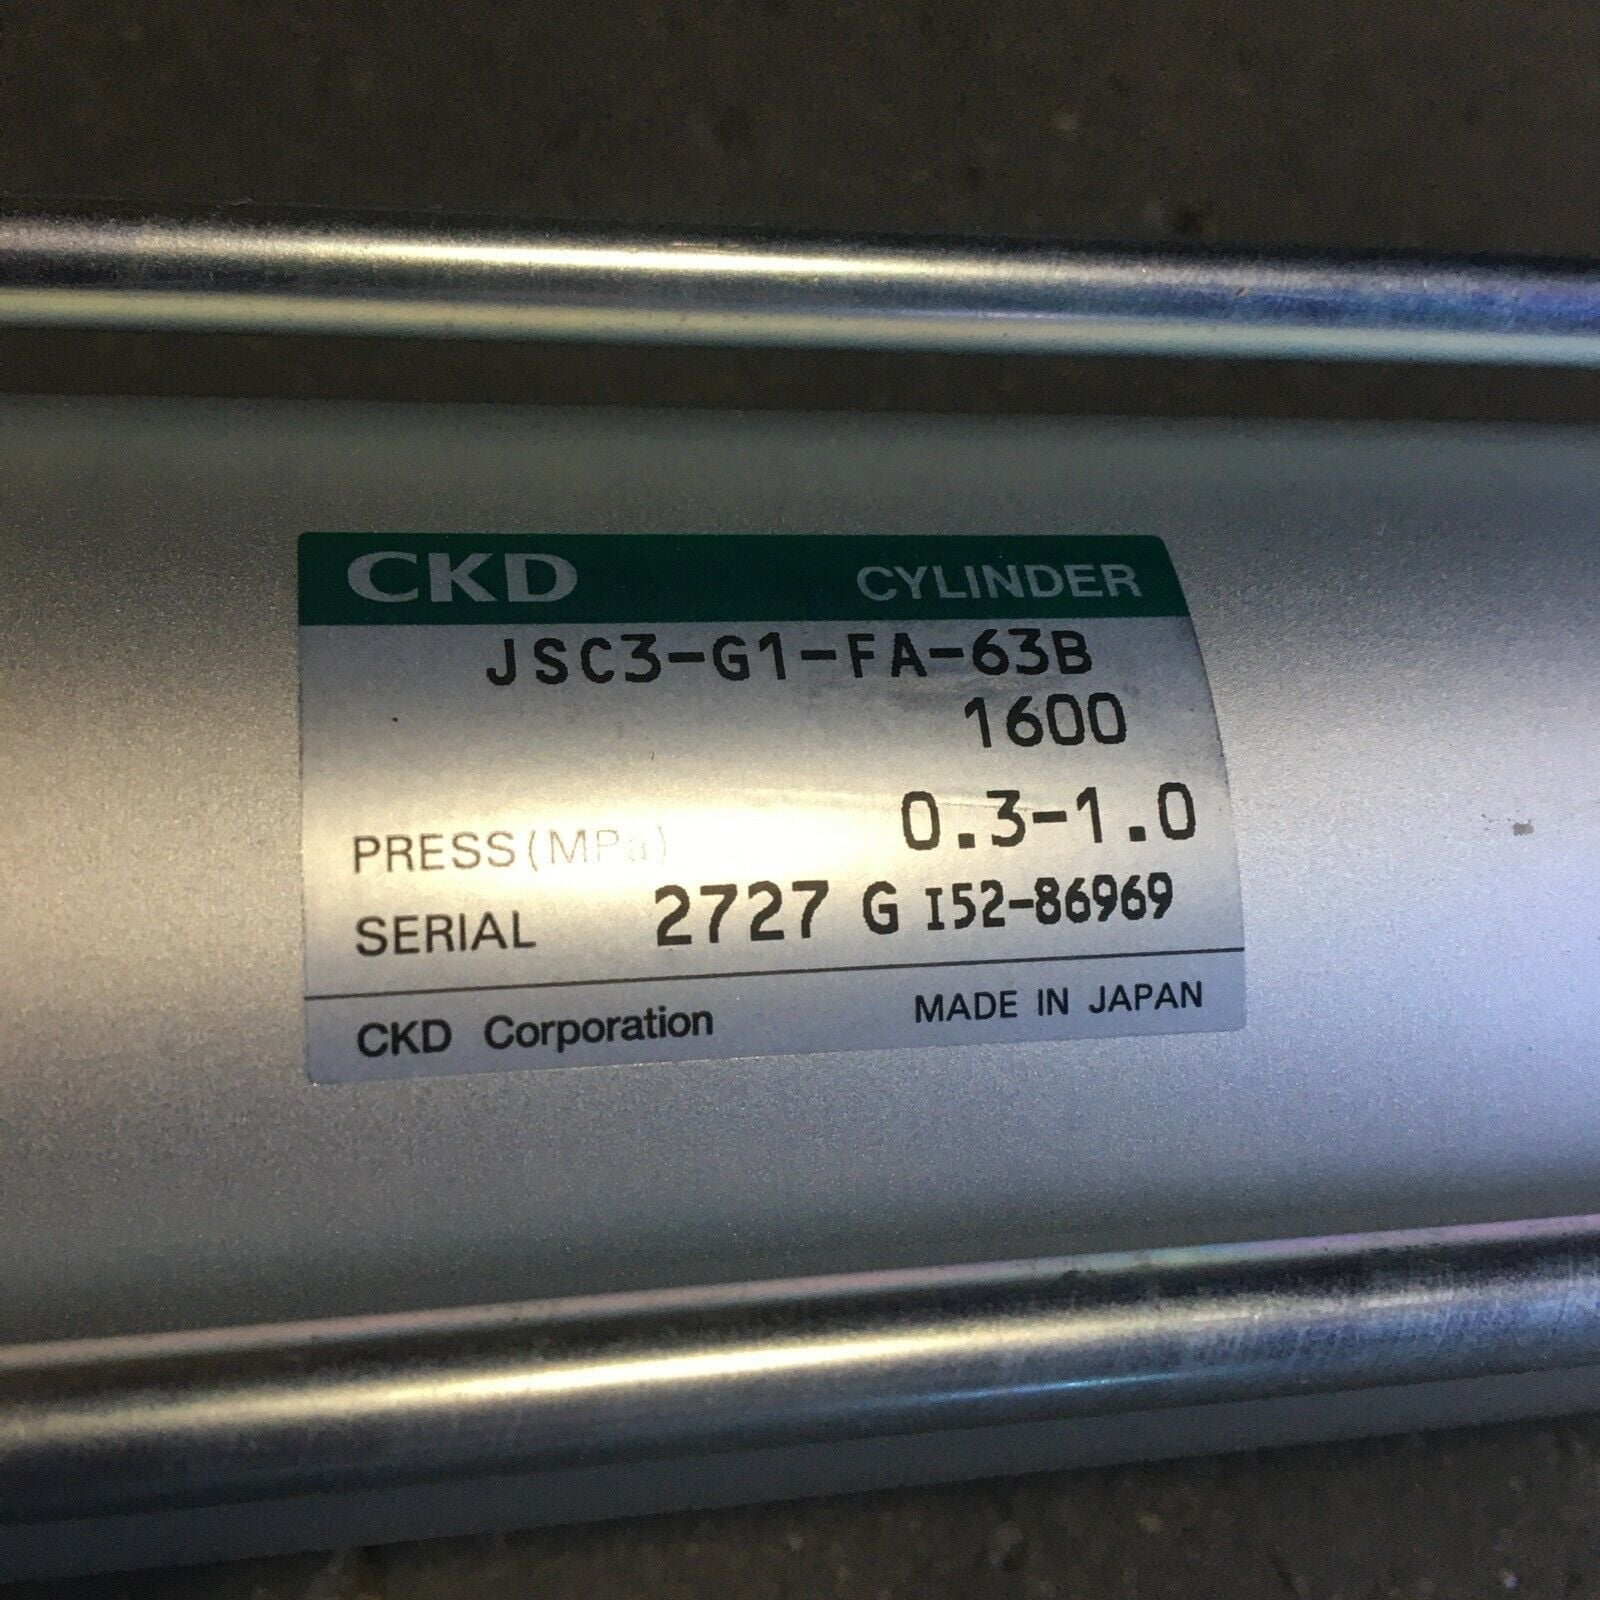 CKD CYLINDER
JSC3-G1-FA-63B
1600
PRESS(MPa) 0.3-1.0
SERIAL 2727 G I52-86969
CKD Corporation MADE IN JAPAN